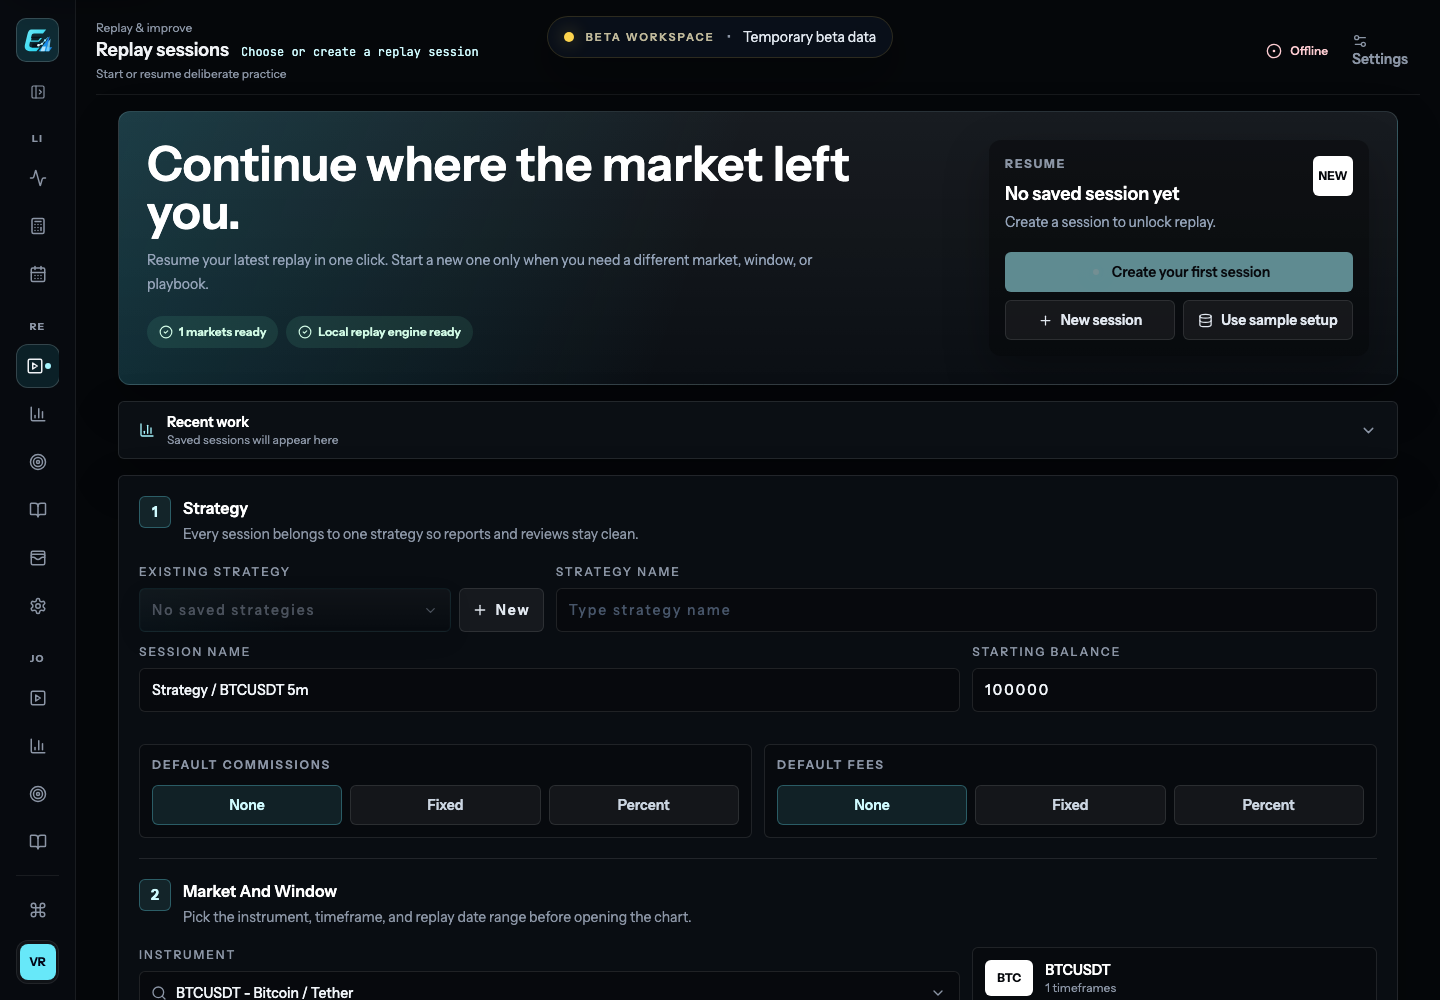 Replay & improve
Replay sessions Choose or create a replay session
Start or resume deliberate practice
BETA WORKSPACE · Temporary beta data
Offline
Settings
LI
RE
JO
VR
Continue where the market left
you.
Resume your latest replay in one click. Start a new one only when you need a different market, window, or
playbook.
1 markets ready
Local replay engine ready
RESUME
NEW
No saved session yet
Create a session to unlock replay.
Create your first session
New session
Use sample setup
Recent work
Saved sessions will appear here
1
Strategy
Every session belongs to one strategy so reports and reviews stay clean.
EXISTING STRATEGY
STRATEGY NAME
No saved strategies
New
Type strategy name
SESSION NAME
STARTING BALANCE
Strategy / BTCUSDT 5m
100000
DEFAULT COMMISSIONS
None
Fixed
Percent
DEFAULT FEES
None
Fixed
Percent
2
Market And Window
Pick the instrument, timeframe, and replay date range before opening the chart.
INSTRUMENT
BTCUSDT - Bitcoin / Tether
BTC
BTCUSDT
1 timeframes